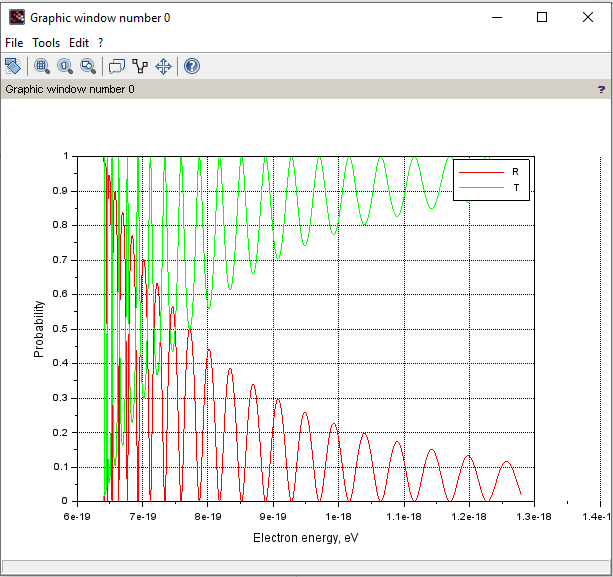 Graphic window number 0
File Tools Edit ?
Graphic window number 0 ?
R
T
1
0.9
0.8
0.7
0.6
0.5
0.4
0.3
0.2
0.1
0
Probability
6e-19 7e-19 8e-19 9e-19 1e-18 1.1e-18 1.2e-18 1.3e-18 1.4e-1
Electron energy, eV